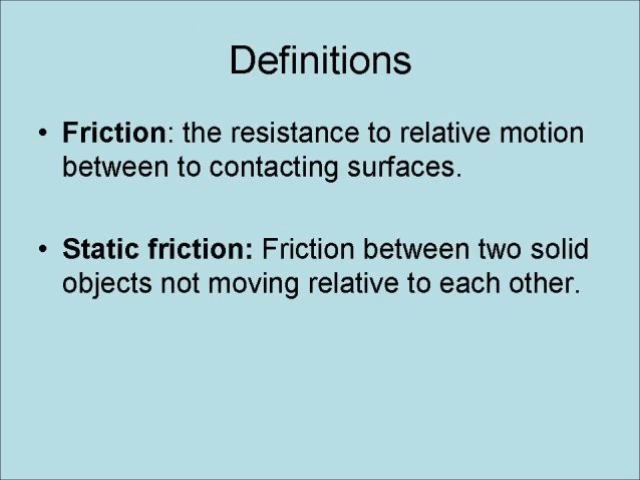 Definitions
• Friction: the resistance to relative motion
between to contacting surfaces.
• Static friction: Friction between two solid
objects not moving relative to each other.